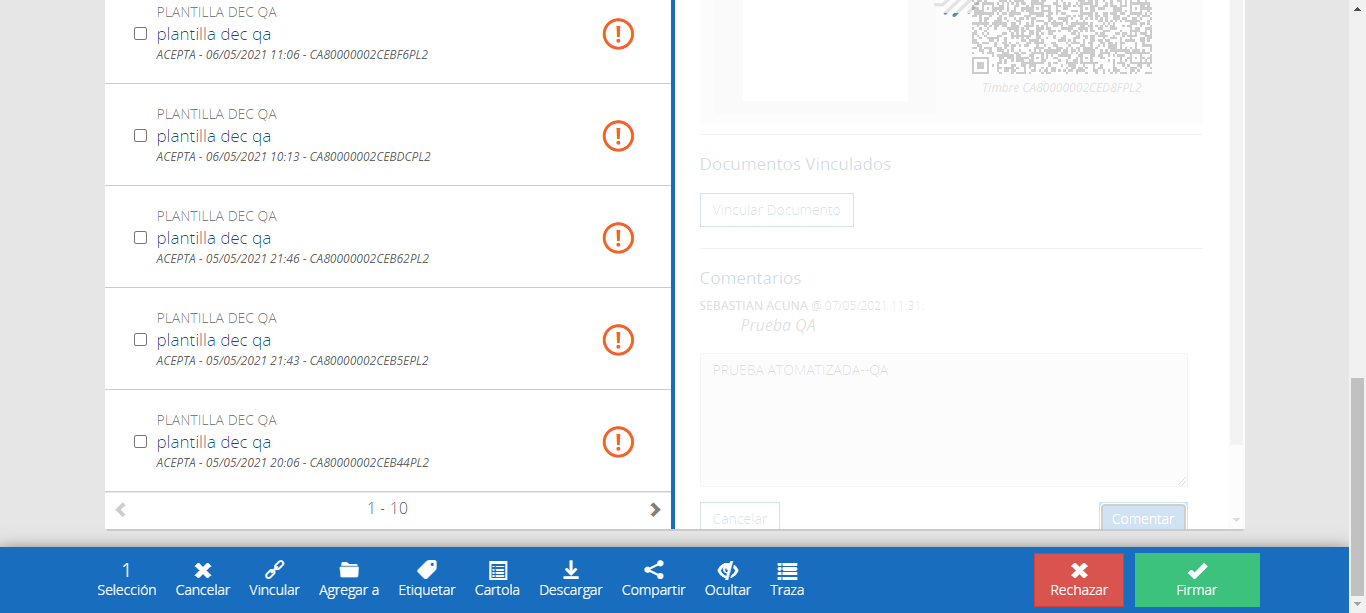 PLANTILLA DEC QA
plantilla dec qa
ACEPTA - 06/05/2021 11:06 - CA80000002CEBF6PL2
PLANTILLA DEC QA
plantilla dec qa
ACEPTA - 06/05/2021 10:13 - CA80000002CEBDCPL2
PLANTILLA DEC QA
plantilla dec qa
ACEPTA - 05/05/2021 21:46 - CA80000002CEB62PL2
PLANTILLA DEC QA
plantilla dec qa
ACEPTA - 05/05/2021 21:43 - CA80000002CEB5EPL2
PLANTILLA DEC QA
plantilla dec qa
ACEPTA - 05/05/2021 20:06 - CA80000002CEB44PL2
1 - 10
Timbre CA80000002CED8FPL2
Documentos Vinculados
Vincular Documento
Comentarios
SEBASTIAN ACUNA @ 07/05/2021 11:31:
Prueba QA
PRUEBA ATOMATIZADA--QA
Cancelar Comentar
1
Selección Cancelar Vincular Agregar a Etiquetar Cartola Descargar Compartir Ocultar Traza Rechazar Firmar